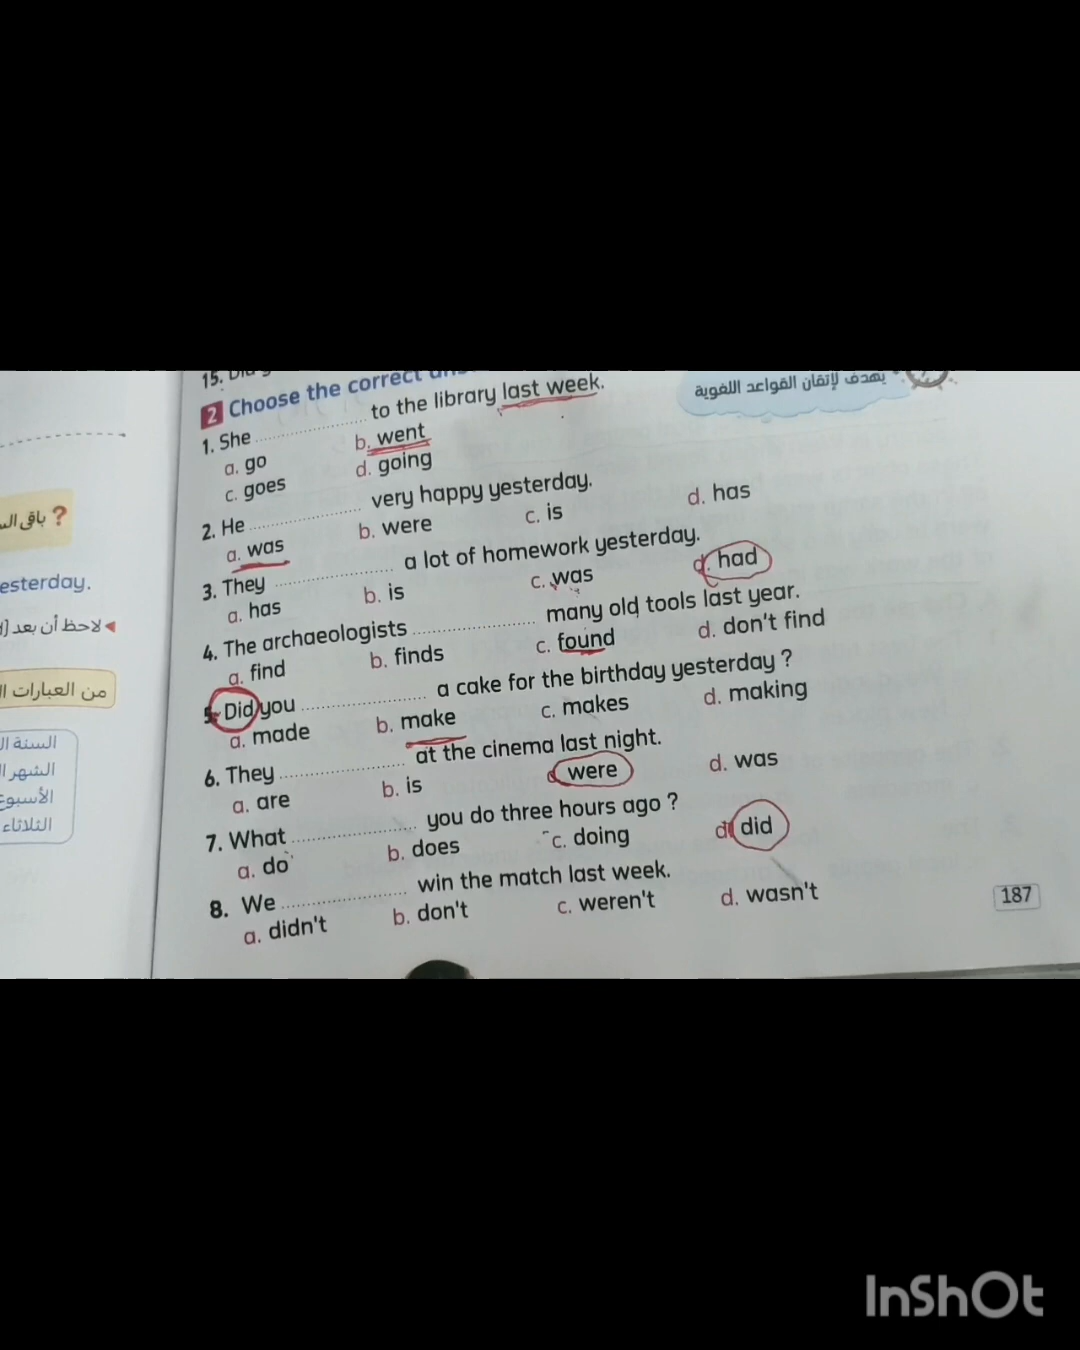 15.
2 Choose the correct
يهدف لإتقان القواعد اللغوية
1. She .................. to the library last week.
a. go b. went
c. goes d. going
2. He .................. very happy yesterday.
a. was b. were c. is d. has
3. They .................. a lot of homework yesterday.
a. has b. is c. was d. had
4. The archaeologists .................. many old tools last year.
a. find b. finds c. found d. don't find
5. Did you .................. a cake for the birthday yesterday ?
a. made b. make c. makes d. making
6. They .................. at the cinema last night.
a. are b. is c. were d. was
7. What .................. you do three hours ago ?
a. do b. does c. doing d. did
8. We .................. win the match last week.
a. didn't b. don't c. weren't d. wasn't
187
? باقي
esterday.
لاحظ أن بعد
من العبارات
السنة
الشهر
الأسبوع
الثلاثاء
InShOt